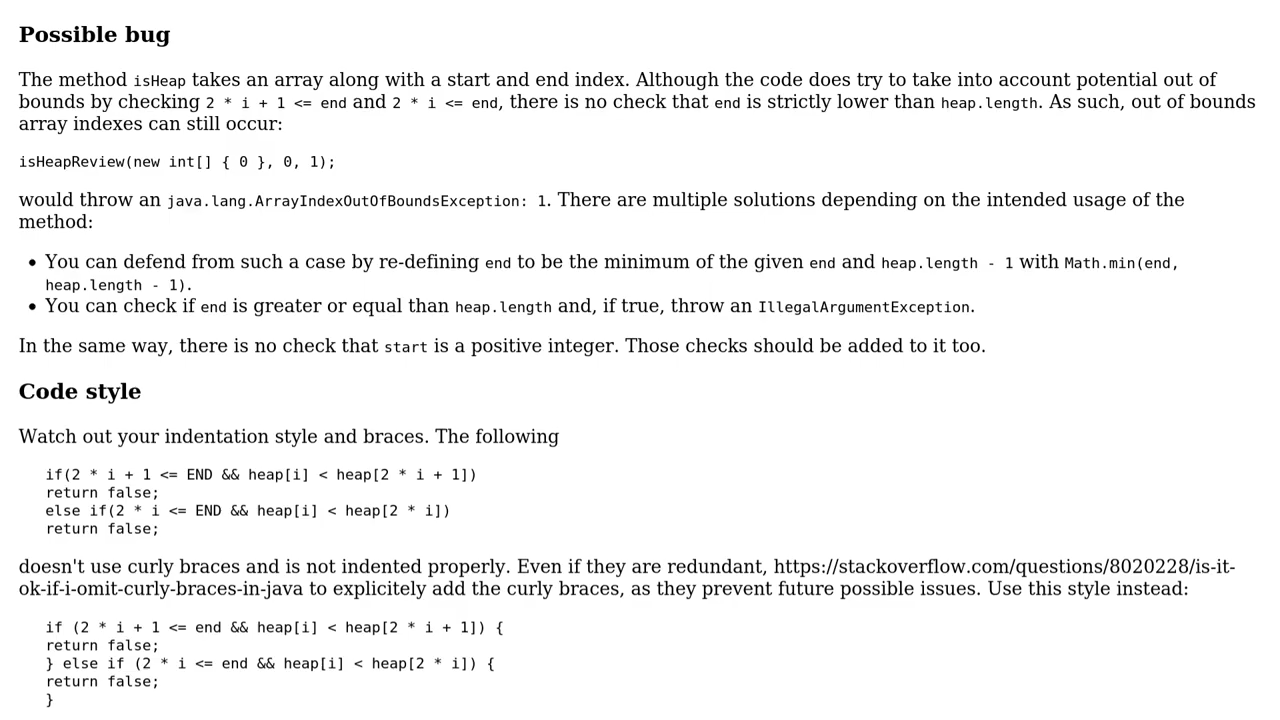 Possible bug
The method isHeap takes an array along with a start and end index. Although the code does try to take into account potential out of
bounds by checking 2 * i + 1 <= end and 2 * i <= end, there is no check that end is strictly lower than heap.length. As such, out of bounds
array indexes can still occur:
isHeapReview(new int[] { 0 }, 0, 1);
would throw an java.lang.ArrayIndexOutOfBoundsException: 1. There are multiple solutions depending on the intended usage of the
method:
• You can defend from such a case by re-defining end to be the minimum of the given end and heap.length - 1 with Math.min(end,
heap.length - 1).
• You can check if end is greater or equal than heap.length and, if true, throw an IllegalArgumentException.
In the same way, there is no check that start is a positive integer. Those checks should be added to it too.
Code style
Watch out your indentation style and braces. The following
if(2 * i + 1 <= END && heap[i] < heap[2 * i + 1])
return false;
else if(2 * i <= END && heap[i] < heap[2 * i])
return false;
doesn't use curly braces and is not indented properly. Even if they are redundant, https://stackoverflow.com/questions/8020228/is-it-
ok-if-i-omit-curly-braces-in-java to explicitely add the curly braces, as they prevent future possible issues. Use this style instead:
if (2 * i + 1 <= end && heap[i] < heap[2 * i + 1]) {
return false;
} else if (2 * i <= end && heap[i] < heap[2 * i]) {
return false;
}